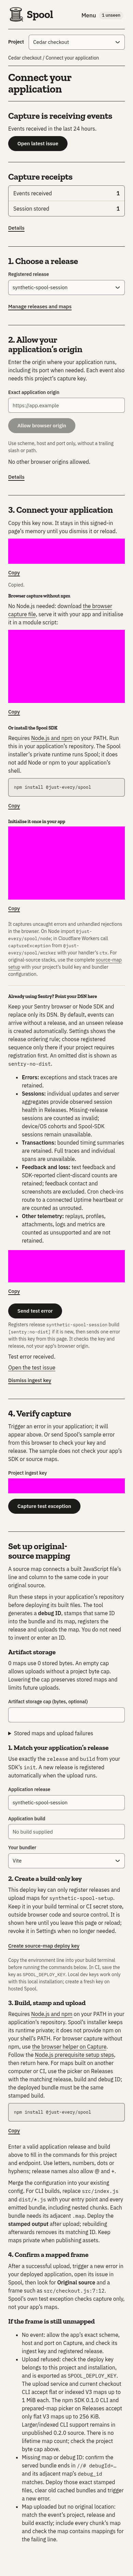 Spool
Menu 1 unseen
Project Cedar checkout
Cedar checkout / Connect your application
Connect your
application
Capture is receiving events
Events received in the last 24 hours.
Open latest issue
Capture receipts
Events received 1
Session stored 1
Details
1. Choose a release
Registered release
synthetic-spool-session
Manage releases and maps
2. Allow your
application's origin
Enter the origin where your application runs,
including its port when needed. Each event also
needs this project's capture key.
Exact application origin
https://app.example
Allow browser origin
Use scheme, host and port only, without a trailing
slash or path.
No other browser origins allowed.
Details
3. Connect your application
Copy this key now. It stays in this signed-in
page's memory until you dismiss it or reload.
Copy
Copied.
Browser capture without npm
No Node.js needed: download the browser
capture file, serve it with your app and initialise
it in a module script:
Copy
Or install the Spool SDK
Requires Node.js and npm on your PATH. Run
this in your application's repository. The Spool
installer's private runtime runs Spool; it does
not add Node or npm to your application's
shell.
npm install @just-every/spool
Copy
Initialise it once in your app
Copy
It captures uncaught errors and unhandled rejections
in the browser. On Node import @just-
every/spool/node; in Cloudflare Workers call
captureException from @just-
every/spool/worker with your handler's ctx. For
original-source stacks, use the complete source-map
setup with your project's build key and bundler
configuration.
Already using Sentry? Point your DSN here
Keep your Sentry browser or Node SDK and
replace only its DSN. By default, events can
arrive without a release, and an unseen release
name is created during capture. Security
settings can require releases registered before
capture begins; only choose releases
separately here if your project requires
registration first. An omitted dist is shown as
sentry-no-dist.
Errors: exceptions and stack traces are
retained.
Sessions: individual updates and server
aggregates provide observed session
health in Releases. Missing-release
sessions are counted as invalid;
device/OS cohorts and Spool-SDK
sessions remain unavailable.
Transactions: bounded timing summaries
are retained. Full traces and individual
spans are discarded.
Feedback and loss: text feedback and
SDK-reported client-discard counts are
retained; feedback contact and
screenshots are excluded. Cron check-ins
route to a connected Uptime heartbeat or
are counted as unrouted.
Other telemetry: replays, profiles,
attachments, logs and metrics are
counted as unsupported and are not
retained.
Copy
Send test error
Registers release synthetic-spool-session build
[sentry:no-dist] if it is new, then sends one error
with this key from this page. It checks the key and
release, not your application's integration.
Test error received.
Open the test issue
Dismiss ingest key
4. Verify capture
Trigger an error in your application; it will
appear above. Or send Spool's sample error
from this browser to check your key and
release. The sample does not check your app's
SDK or source maps.
Project ingest key
Capture test exception
Set up original-
source mapping
A source map connects a built JavaScript file's
line and column to the same code in your
original source.
Run these steps in your application's repository
before deploying its built files. The tool
generates a debug ID, stamps that same ID
into the bundle and its map, registers the
release and uploads the map. You do not need
to invent or enter an ID.
Artifact storage
0 maps use 0 stored bytes. An empty cap
allows uploads without a project byte cap.
Lowering the cap preserves stored maps and
limits future uploads.
Artifact storage cap (bytes, optional)
Stored maps and upload failures
1. Match your application's release
Use exactly the release and build from your
SDK's init. A new release is registered
automatically when the upload runs.
Application release
synthetic-spool-session
Application build
No build supplied
Your bundler
Vite
2. Create a build-only key
This deploy key can only register releases and
upload maps for synthetic-spool-setup.
Keep it in your build terminal or CI secret store,
outside browser code and source control. It is
shown here until you leave this page or reload;
revoke it in Settings when no longer needed.
Create source-map deploy key
Copy the environment line into your build terminal
before running the commands below. In CI, save the
key as SPOOL_DEPLOY_KEY. Local dev keys work only
with this local installation; create a fresh key on
hosted Spool.
3. Build, stamp and upload
Requires Node.js and npm on your PATH in your
application's repository. Spool's installer keeps
its runtime private; it does not provide npm on
your shell's PATH. For browser capture without
npm, use the browser helper on Capture.
Follow the Node.js prerequisite setup steps,
then return here. For maps built on another
computer or CI, use the picker on Releases
with the matching release, build and debug ID;
the deployed bundle must be the same
stamped build.
npm install @just-every/spool
Copy
Enter a valid application release and build
above to fill in the commands for this project
and endpoint. Use letters, numbers, dots or
hyphens; release names also allow @ and +.
Merge the configuration into your existing
config. For CLI builds, replace src/index.js
and dist/*.js with your own entry and every
emitted bundle, including nested chunks. Each
bundle needs its adjacent .map. Deploy the
stamped output after upload; rebuilding
afterwards removes its matching ID. Keep
maps private when publishing assets.
4. Confirm a mapped frame
After a successful upload, trigger a new error in
your deployed application, open its issue in
Spool, then look for Original source and a
frame such as src/checkout.js:7:12.
Spool's own test exception checks capture only,
not your app's maps.
If the frame is still unmapped
No event: allow the app's exact scheme,
host and port on Capture, and check its
ingest key and registered release.
Upload refused: check the deploy key
belongs to this project and installation,
and is exported as SPOOL_DEPLOY_KEY.
The upload service and current checkout
CLI accept flat or indexed V3 maps up to
1 MiB each. The npm SDK 0.1.0 CLI and
prepared-map picker on Releases accept
only flat V3 maps up to 256 KiB.
Larger/indexed CLI support remains in
unpublished 0.2.0 source. There is no
lifetime map count; check the project
byte cap above.
Missing map or debug ID: confirm the
served bundle ends in //# debugId=…
and its adjacent map's debug_id
matches. Deploy those exact stamped
files, clear old cached bundles and trigger
a new error.
Map uploaded but no original location:
match the event's project, release and
build exactly; include every chunk's map
and check the map contains mappings for
the failing line.